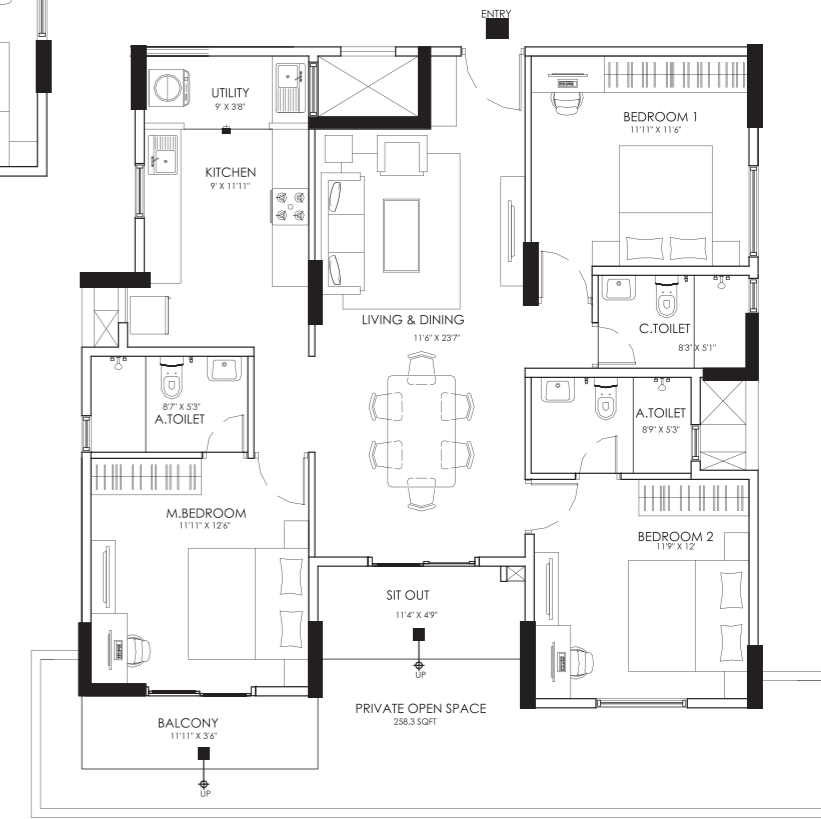 ENTRY
UTILITY
9' X 3'8"
KITCHEN
9' X 11'11"
BEDROOM 1
11'11" X 11'6"
LIVING & DINING
11'6" X 23'7"
C.TOILET
8'3" X 5'1"
8'7" X 5'3"
A.TOILET
A.TOILET
8'9" X 5'3"
M.BEDROOM
11'11" X 12'6"
BEDROOM 2
11'9" X 12'
SIT OUT
11'4" X 4'9"
UP
PRIVATE OPEN SPACE
258.3 SQFT
BALCONY
11'11" X 3'6"
UP